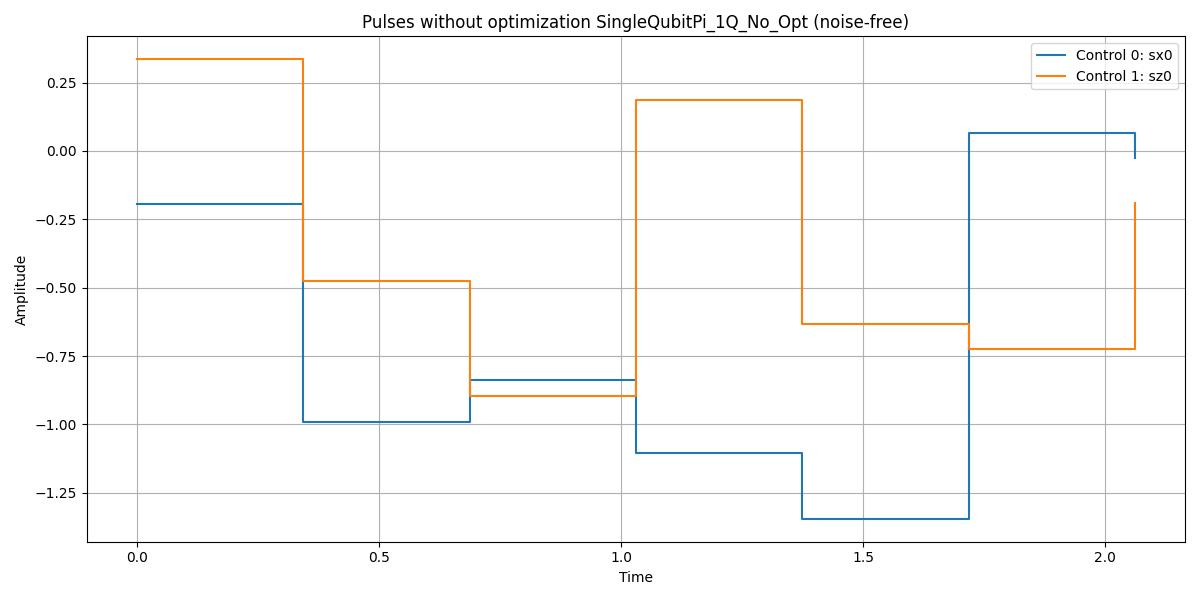 Pulses without optimization SingleQubitPi_1Q_No_Opt (noise-free)
Control 0: sx0
Control 1: sz0
Amplitude
0.25
0.00
−0.25
−0.50
−0.75
−1.00
−1.25
0.0 0.5 1.0 1.5 2.0
Time